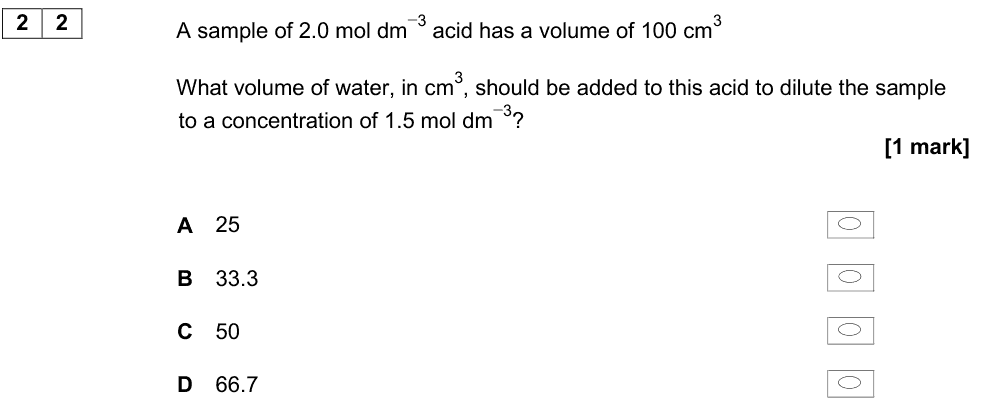 2 2
A sample of 2.0 mol dm⁻³ acid has a volume of 100 cm³
What volume of water, in cm³, should be added to this acid to dilute the sample
to a concentration of 1.5 mol dm⁻³?
[1 mark]
A 25
B 33.3
C 50
D 66.7